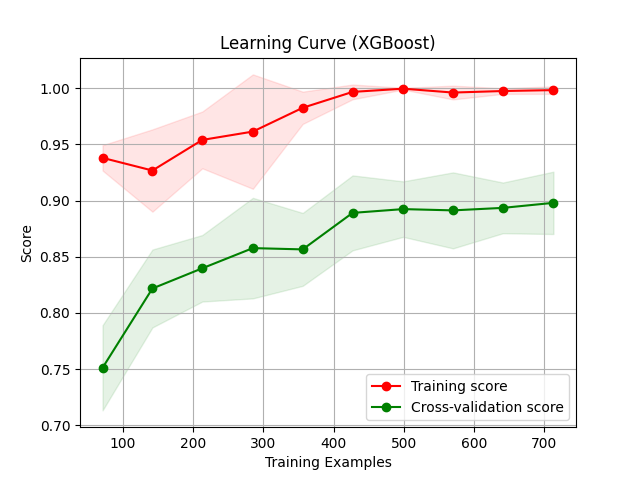 Learning Curve (XGBoost)
1.00
0.95
0.90
0.85
0.80
0.75
0.70
Score
100 200 300 400 500 600 700
Training Examples
Training score
Cross-validation score